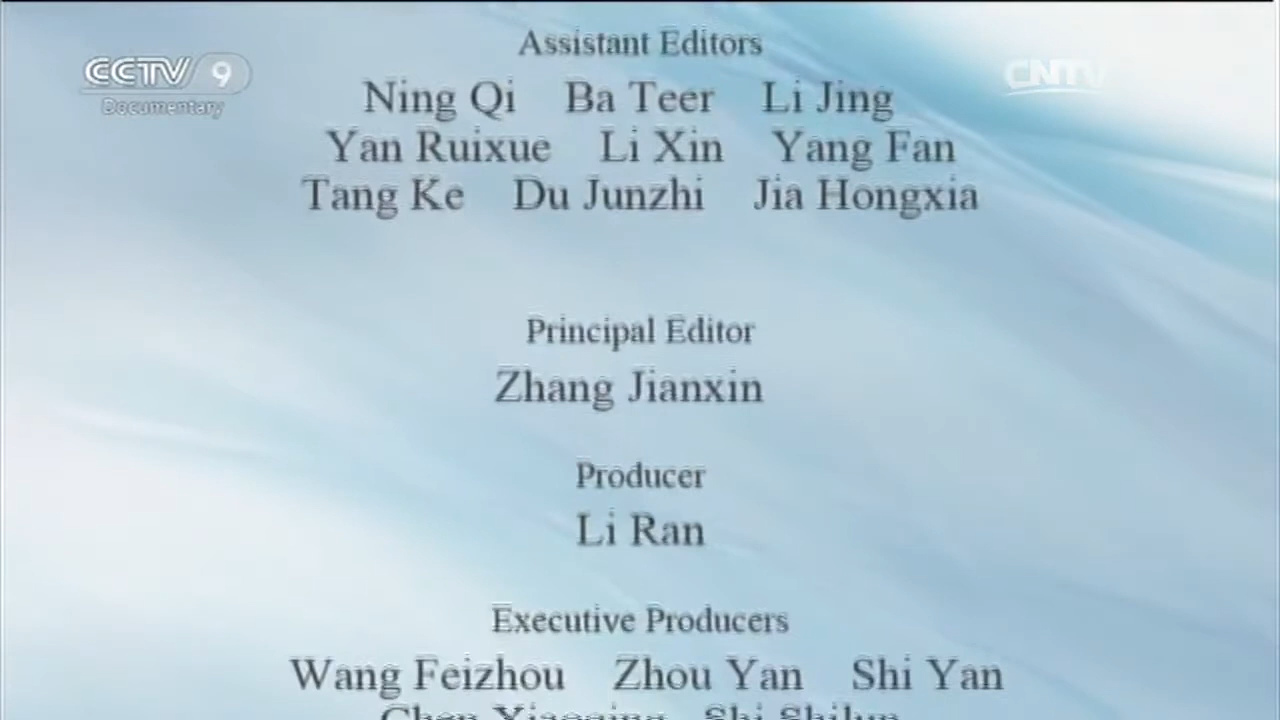 Assistant Editors
CCTV 9
Documentary
CNTV
Ning Qi Ba Teer Li Jing
Yan Ruixue Li Xin Yang Fan
Tang Ke Du Junzhi Jia Hongxia
Principal Editor
Zhang Jianxin
Producer
Li Ran
Executive Producers
Wang Feizhou Zhou Yan Shi Yan